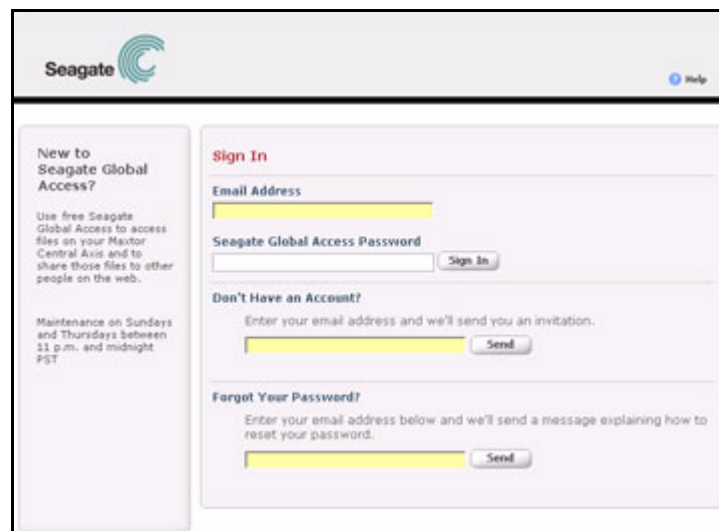 Seagate
Help
New to
Seagate Global
Access?
Use free Seagate
Global Access to access
files on your Maxtor
Central Axis and to
share those files to other
people on the web.
Maintenance on Sundays
and Thursdays between
11 p.m. and midnight
PST
Sign In
Email Address
Seagate Global Access Password
Sign In
Don't Have an Account?
Enter your email address and we'll send you an invitation.
Send
Forgot Your Password?
Enter your email address below and we'll send a message explaining how to
reset your password.
Send